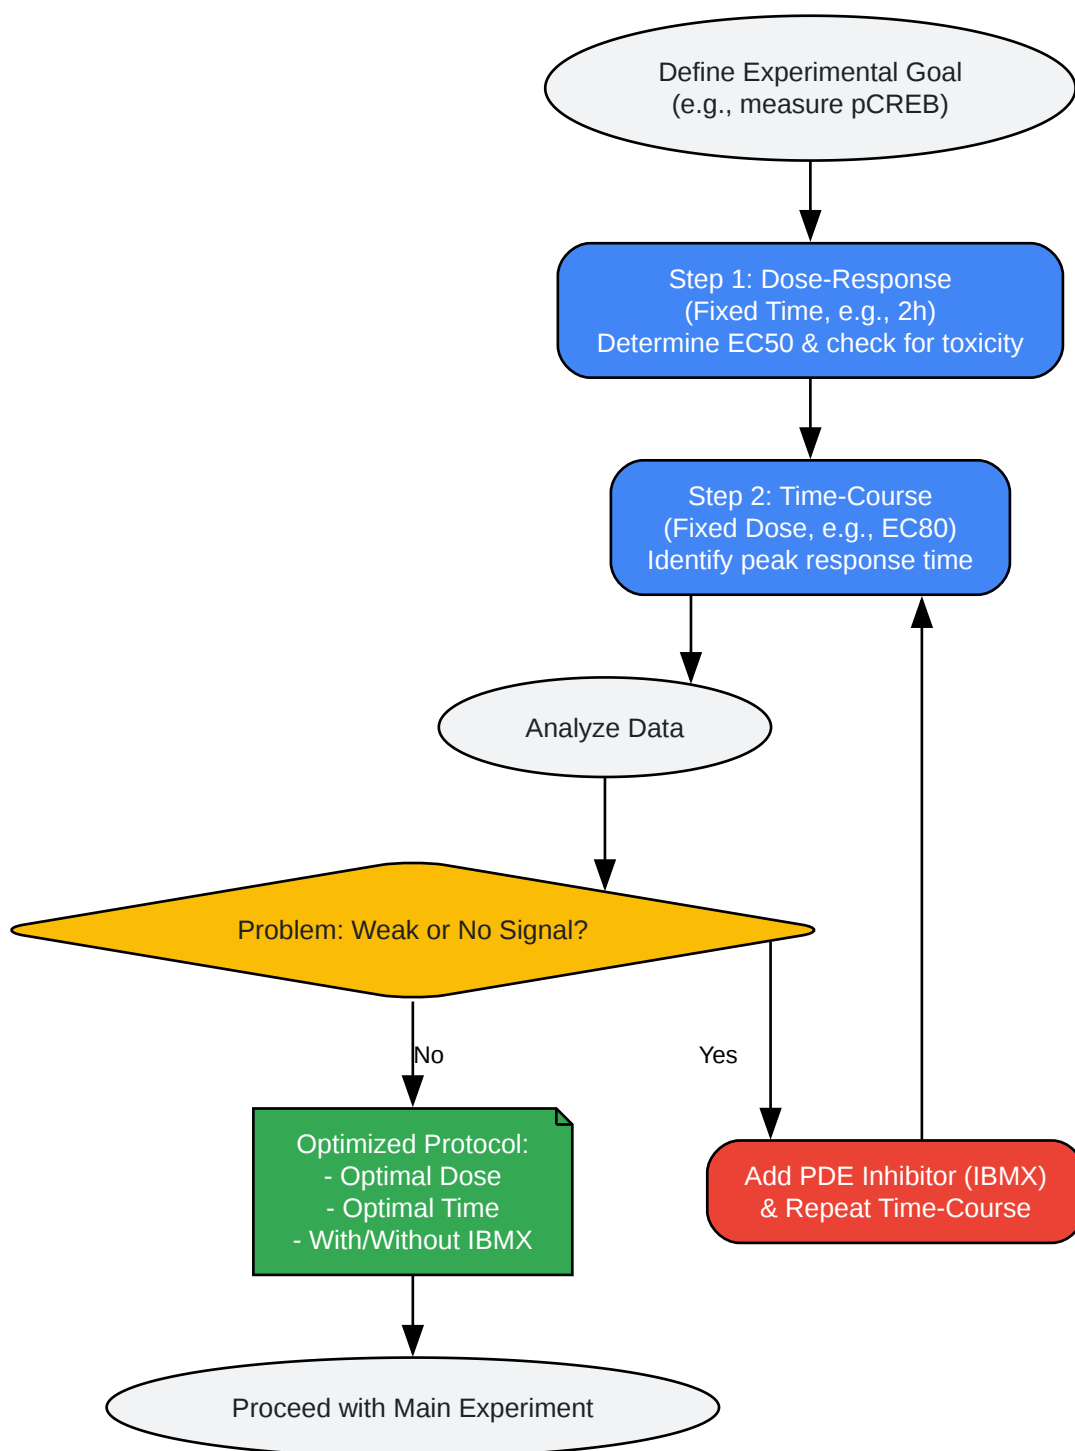 Define Experimental Goal
(e.g., measure pCREB)
Step 1: Dose-Response
(Fixed Time, e.g., 2h)
Determine EC50 & check for toxicity
Step 2: Time-Course
(Fixed Dose, e.g., EC80)
Identify peak response time
Analyze Data
Problem: Weak or No Signal?
No
Yes
Optimized Protocol:
- Optimal Dose
- Optimal Time
- With/Without IBMX
Add PDE Inhibitor (IBMX)
& Repeat Time-Course
Proceed with Main Experiment